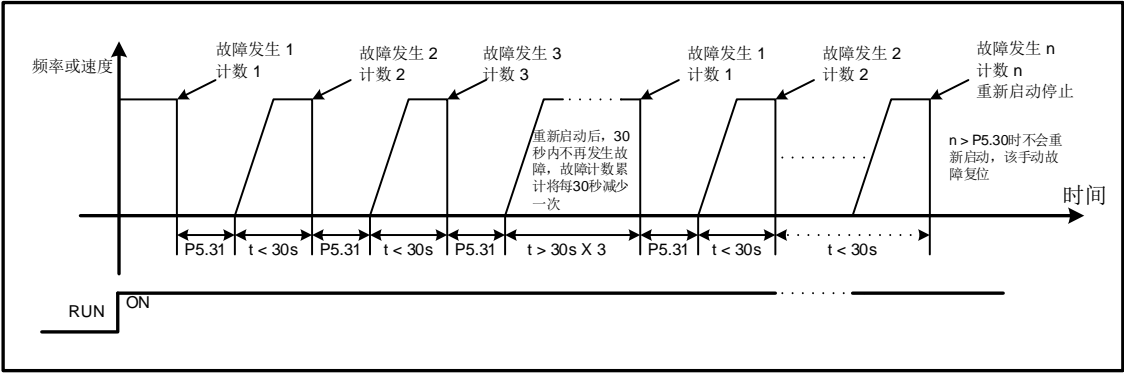 频率或速度
故障发生 1
计数 1
故障发生 2
计数 2
故障发生 3
计数 3
故障发生 1
计数 1
故障发生 2
计数 2
故障发生 n
计数 n
重新启动停止
重新启动后，30
秒内不再发生故
障，故障计数累
计将每30秒减少
一次
n > P5.30时不会重
新启动，该手动故
障复位
时间
P5.31
t < 30s
P5.31
t < 30s
P5.31
t > 30s X 3
P5.31
t < 30s
t < 30s
RUN
ON